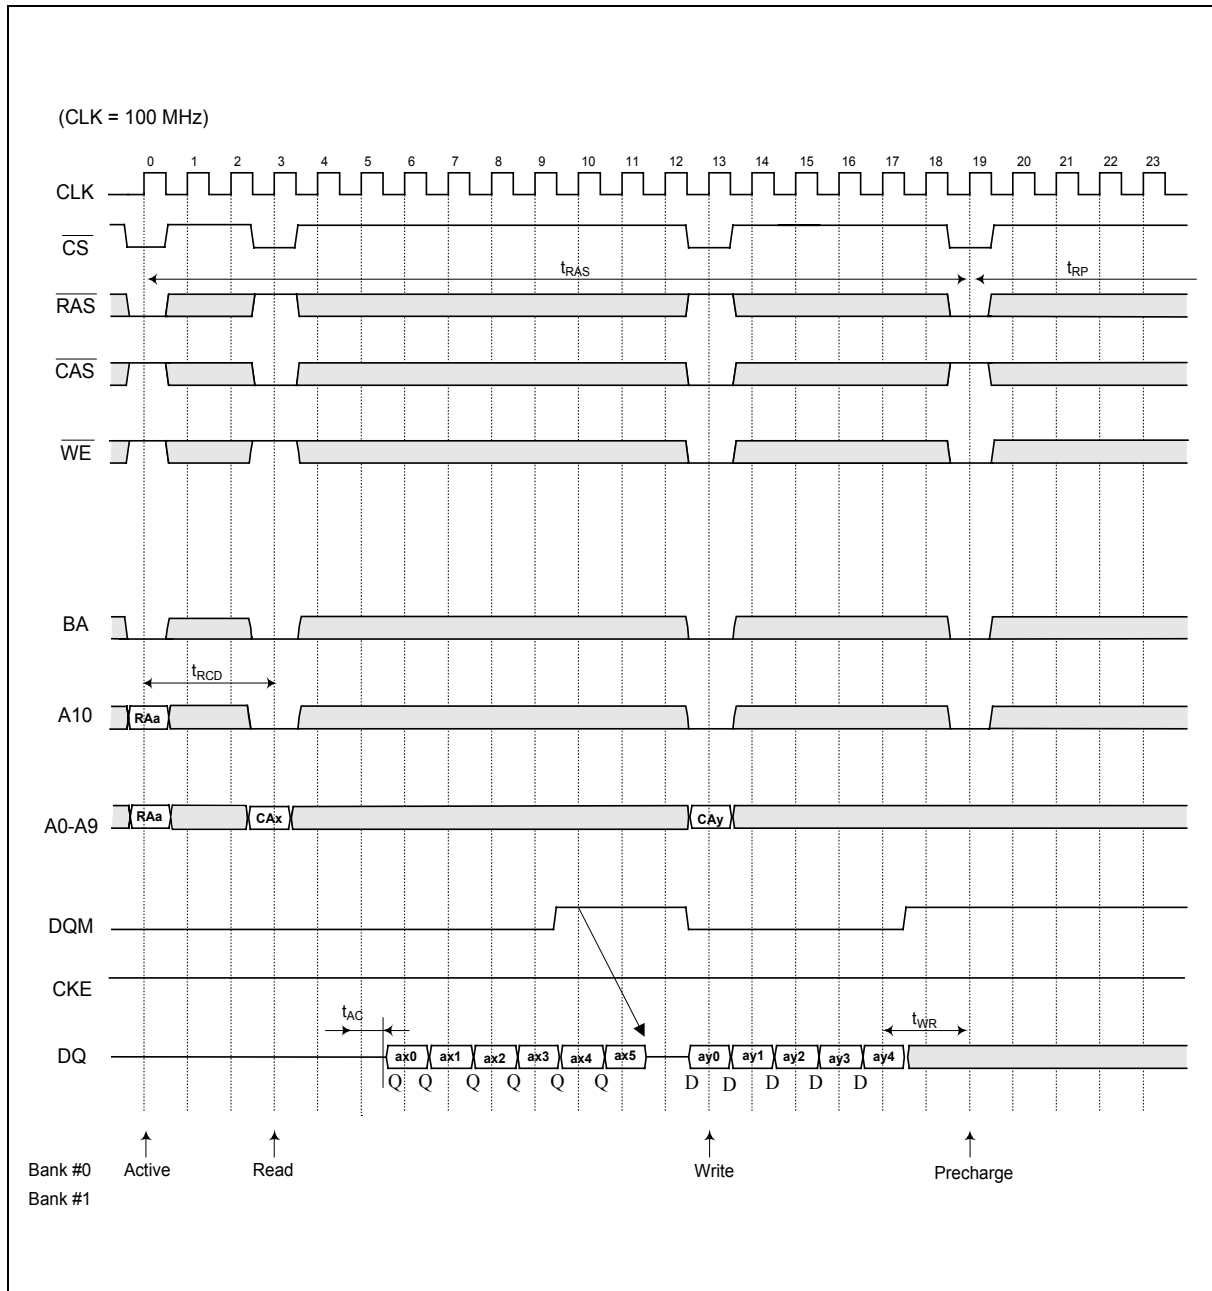 (CLK = 100 MHz)
0 1 2 3 4 5 6 7 8 9 10 11 12 13 14 15 16 17 18 19 20 21 22 23
CLK
CS
tRAS tRP
RAS
CAS
WE
BA
tRCD
A10 RAa
A0-A9 RAa CAx CAy
DQM
CKE
tAC tWR
DQ ax0 ax1 ax2 ax3 ax4 ax5 ay0 ay1 ay2 ay3 ay4
Q Q Q Q Q Q D D D D D
Bank #0 Active Read Write Precharge
Bank #1